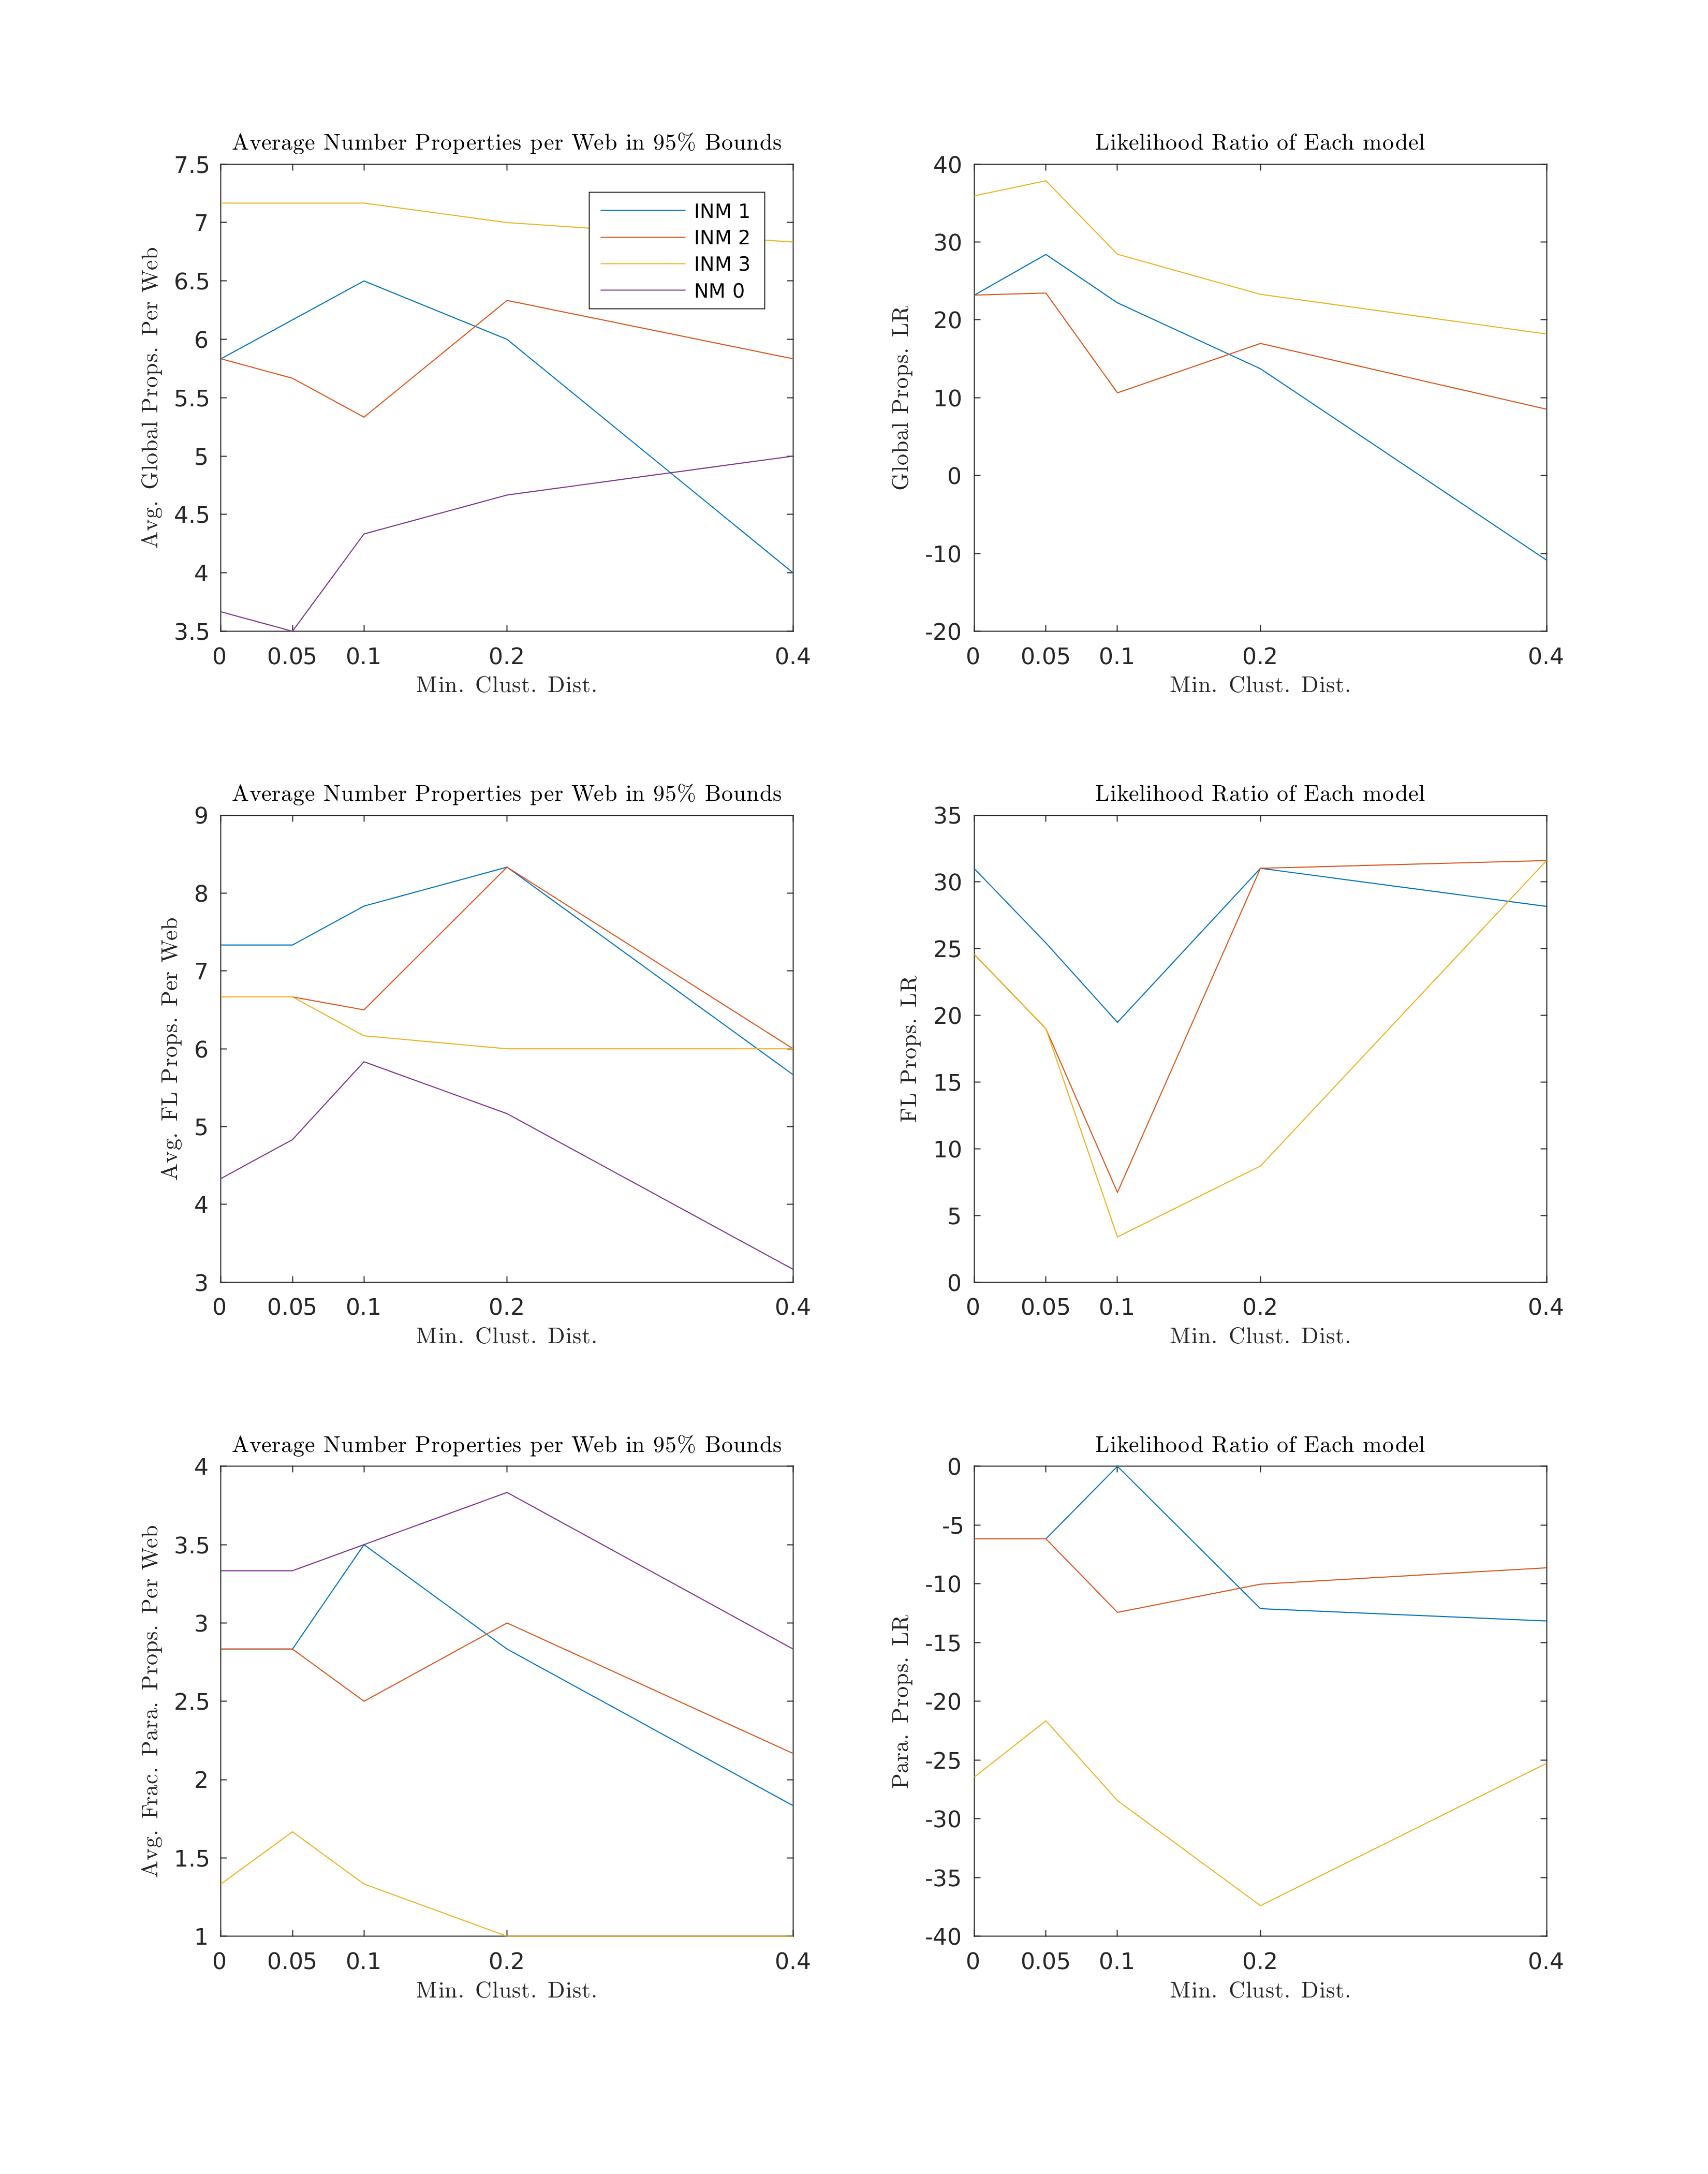 Average Number Properties per Web in 95% Bounds
Avg. Global Props. Per Web
7.5
7
6.5
6
5.5
5
4.5
4
3.5
INM 1
INM 2
INM 3
NM 0
0 0.05 0.1 0.2 0.4
Min. Clust. Dist.
Likelihood Ratio of Each model
Global Props. LR
40
30
20
10
0
-10
-20
0 0.05 0.1 0.2 0.4
Min. Clust. Dist.
Average Number Properties per Web in 95% Bounds
Avg. FL Props. Per Web
9
8
7
6
5
4
3
0 0.05 0.1 0.2 0.4
Min. Clust. Dist.
Likelihood Ratio of Each model
FL Props. LR
35
30
25
20
15
10
5
0
0 0.05 0.1 0.2 0.4
Min. Clust. Dist.
Average Number Properties per Web in 95% Bounds
Avg. Frac. Para. Props. Per Web
4
3.5
3
2.5
2
1.5
1
0 0.05 0.1 0.2 0.4
Min. Clust. Dist.
Likelihood Ratio of Each model
Para. Props. LR
0
-5
-10
-15
-20
-25
-30
-35
-40
0 0.05 0.1 0.2 0.4
Min. Clust. Dist.